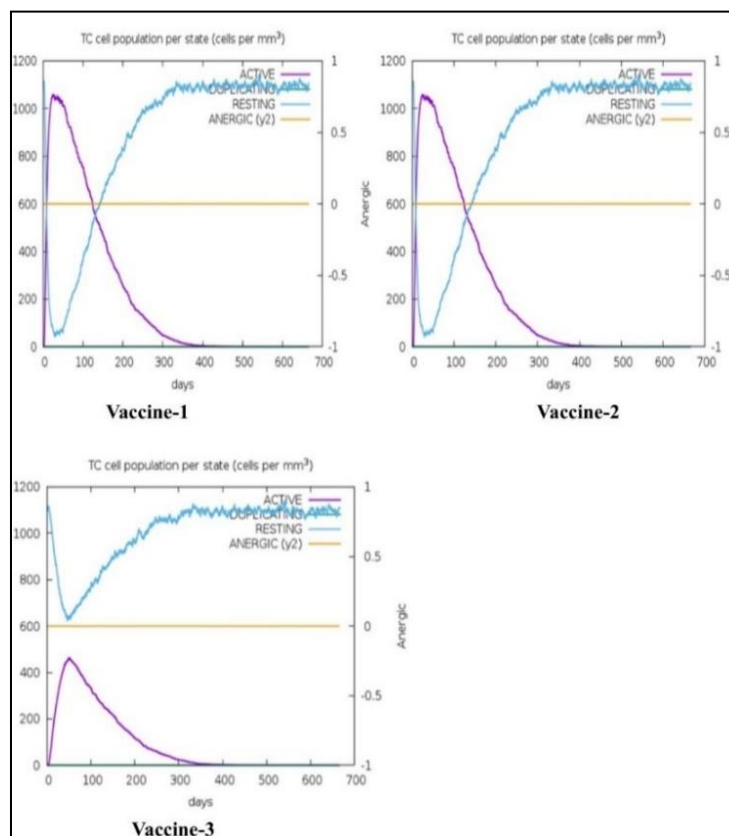 TC cell population per state (cells per mm³)
1200
1000
800
600
400
200
0
1
0.5
0
-0.5
-1
ACTIVE
DUPLICATING
RESTING
ANERGIC (y2)
Anergic
0 100 200 300 400 500 600 700
days
Vaccine-1
TC cell population per state (cells per mm³)
1200
1000
800
600
400
200
0
1
0.5
0
-0.5
-1
ACTIVE
DUPLICATING
RESTING
ANERGIC (y2)
0 100 200 300 400 500 600 700
days
Vaccine-2
TC cell population per state (cells per mm³)
1200
1000
800
600
400
200
0
1
0.5
0
-0.5
-1
ACTIVE
DUPLICATING
RESTING
ANERGIC (y2)
Anergic
0 100 200 300 400 500 600 700
days
Vaccine-3